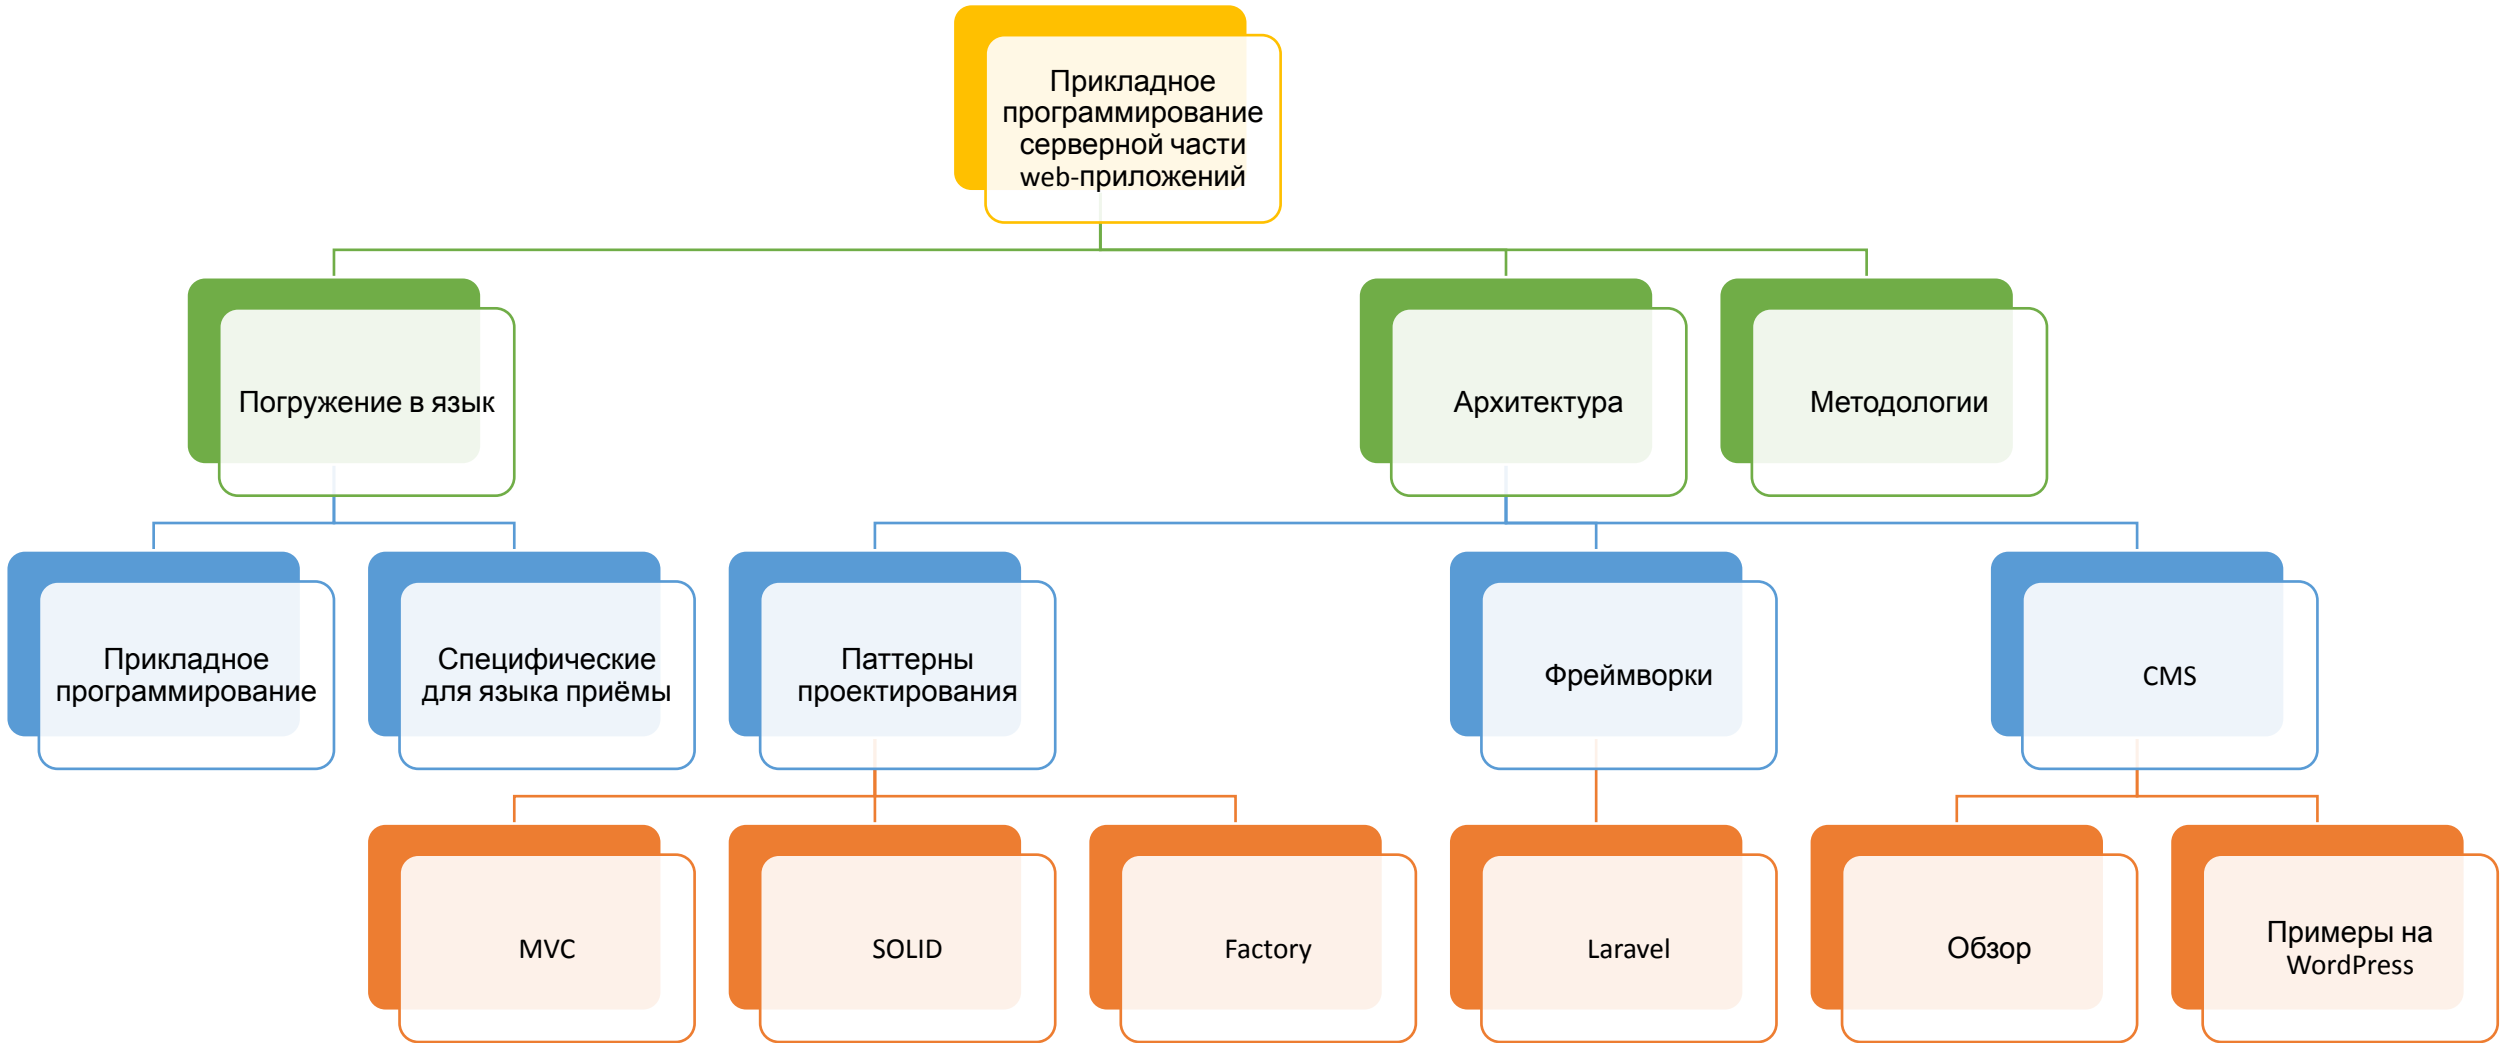 Прикладное
программирование
серверной части
web-приложений
Погружение в язык
Архитектура
Методологии
Прикладное
программирование
Специфические
для языка приёмы
Паттерны
проектирования
Фреймворки
CMS
MVC
SOLID
Factory
Laravel
Обзор
Примеры на
WordPress